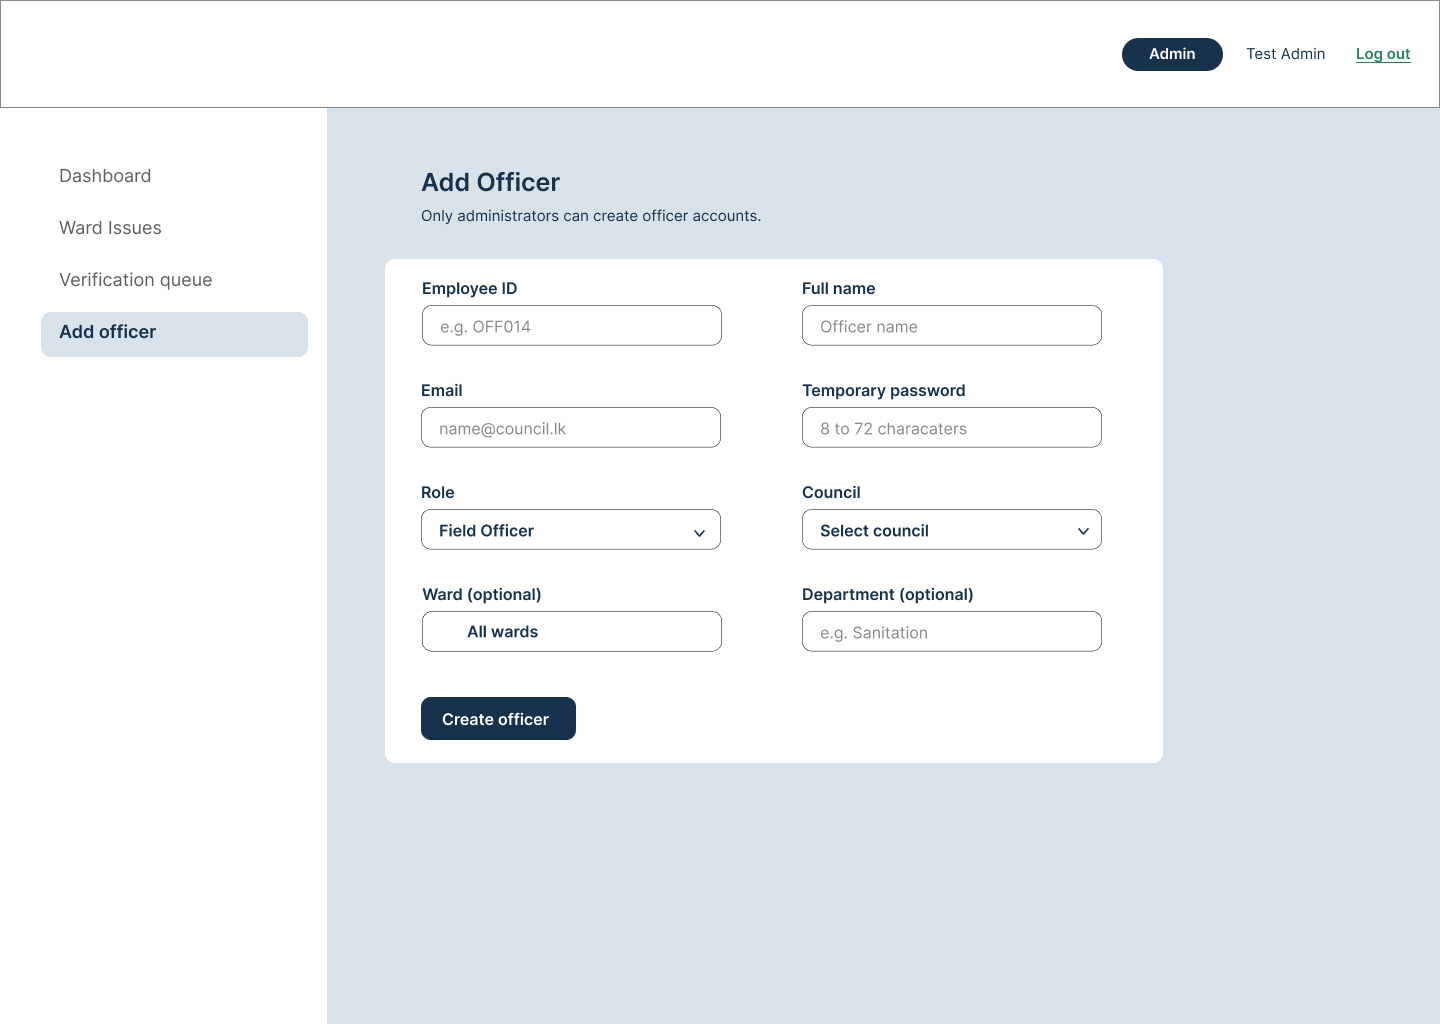 Admin Test Admin Log out
Dashboard
Ward Issues
Verification queue
Add officer
Add Officer
Only administrators can create officer accounts.
Employee ID
e.g. OFF014
Full name
Officer name
Email
name@council.lk
Temporary password
8 to 72 characaters
Role
Field Officer
Council
Select council
Ward (optional)
All wards
Department (optional)
e.g. Sanitation
Create officer